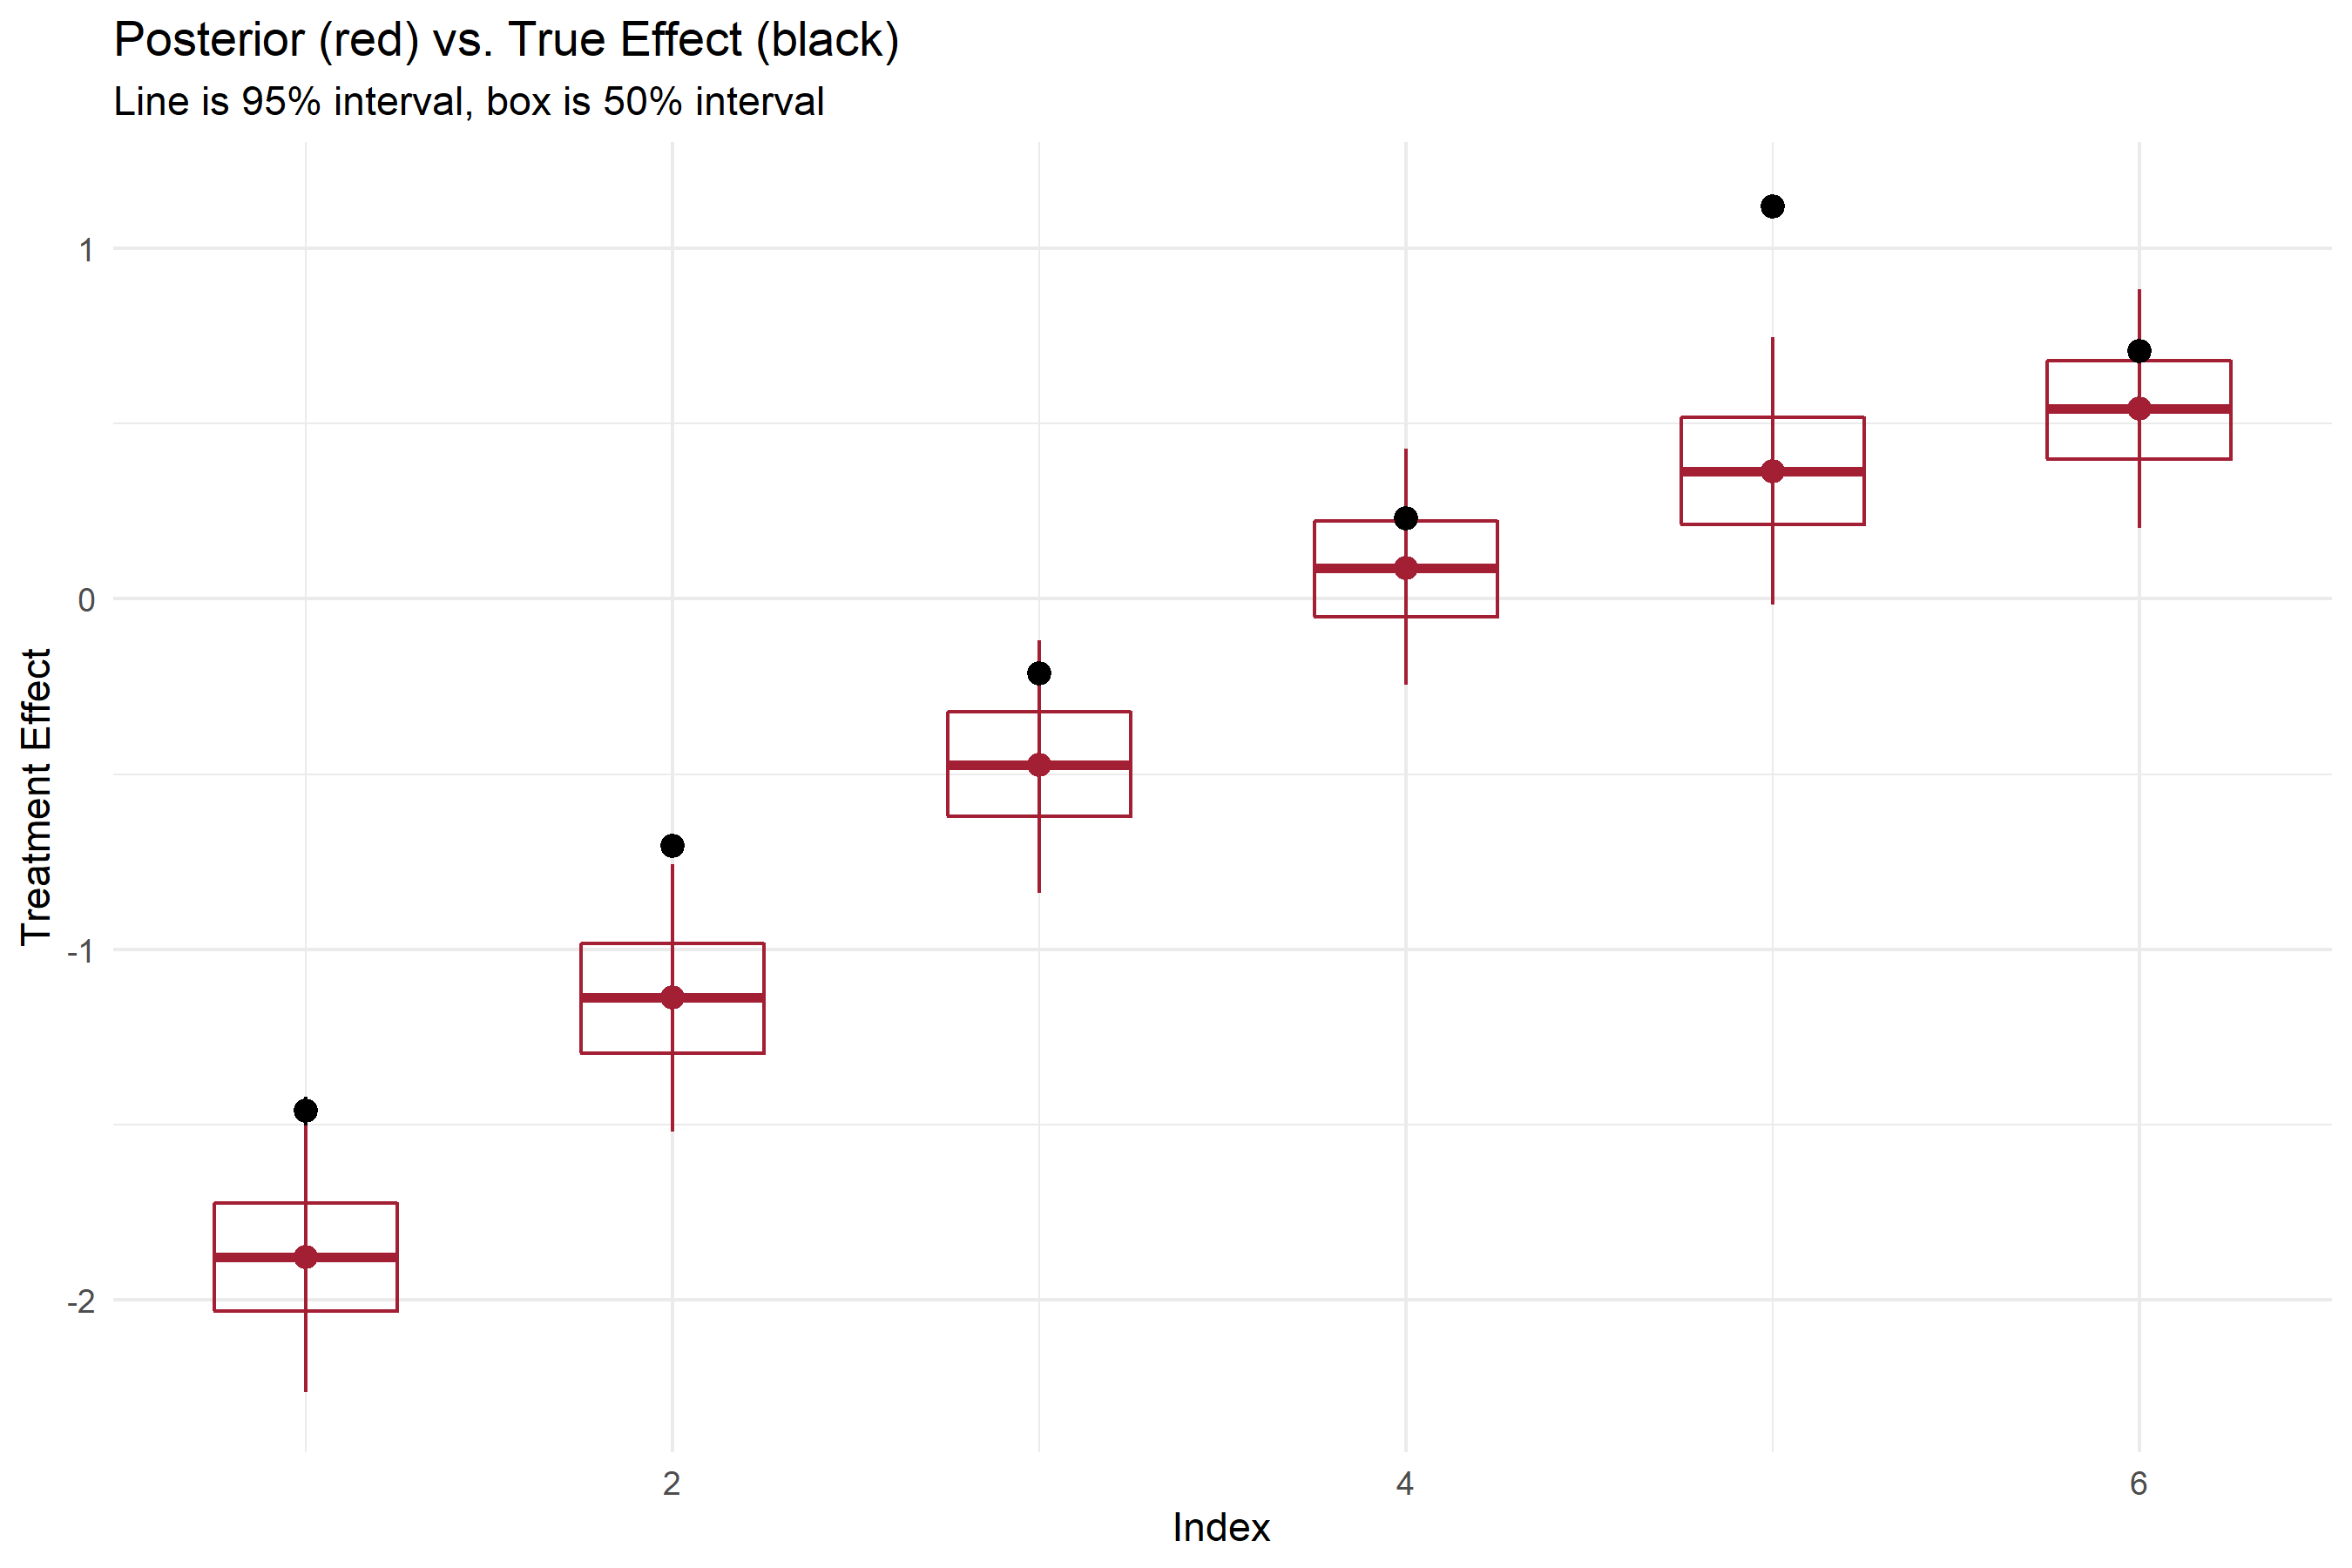 Posterior (red) vs. True Effect (black)
Line is 95% interval, box is 50% interval
1
0
-1
-2
Treatment Effect
2
4
6
Index